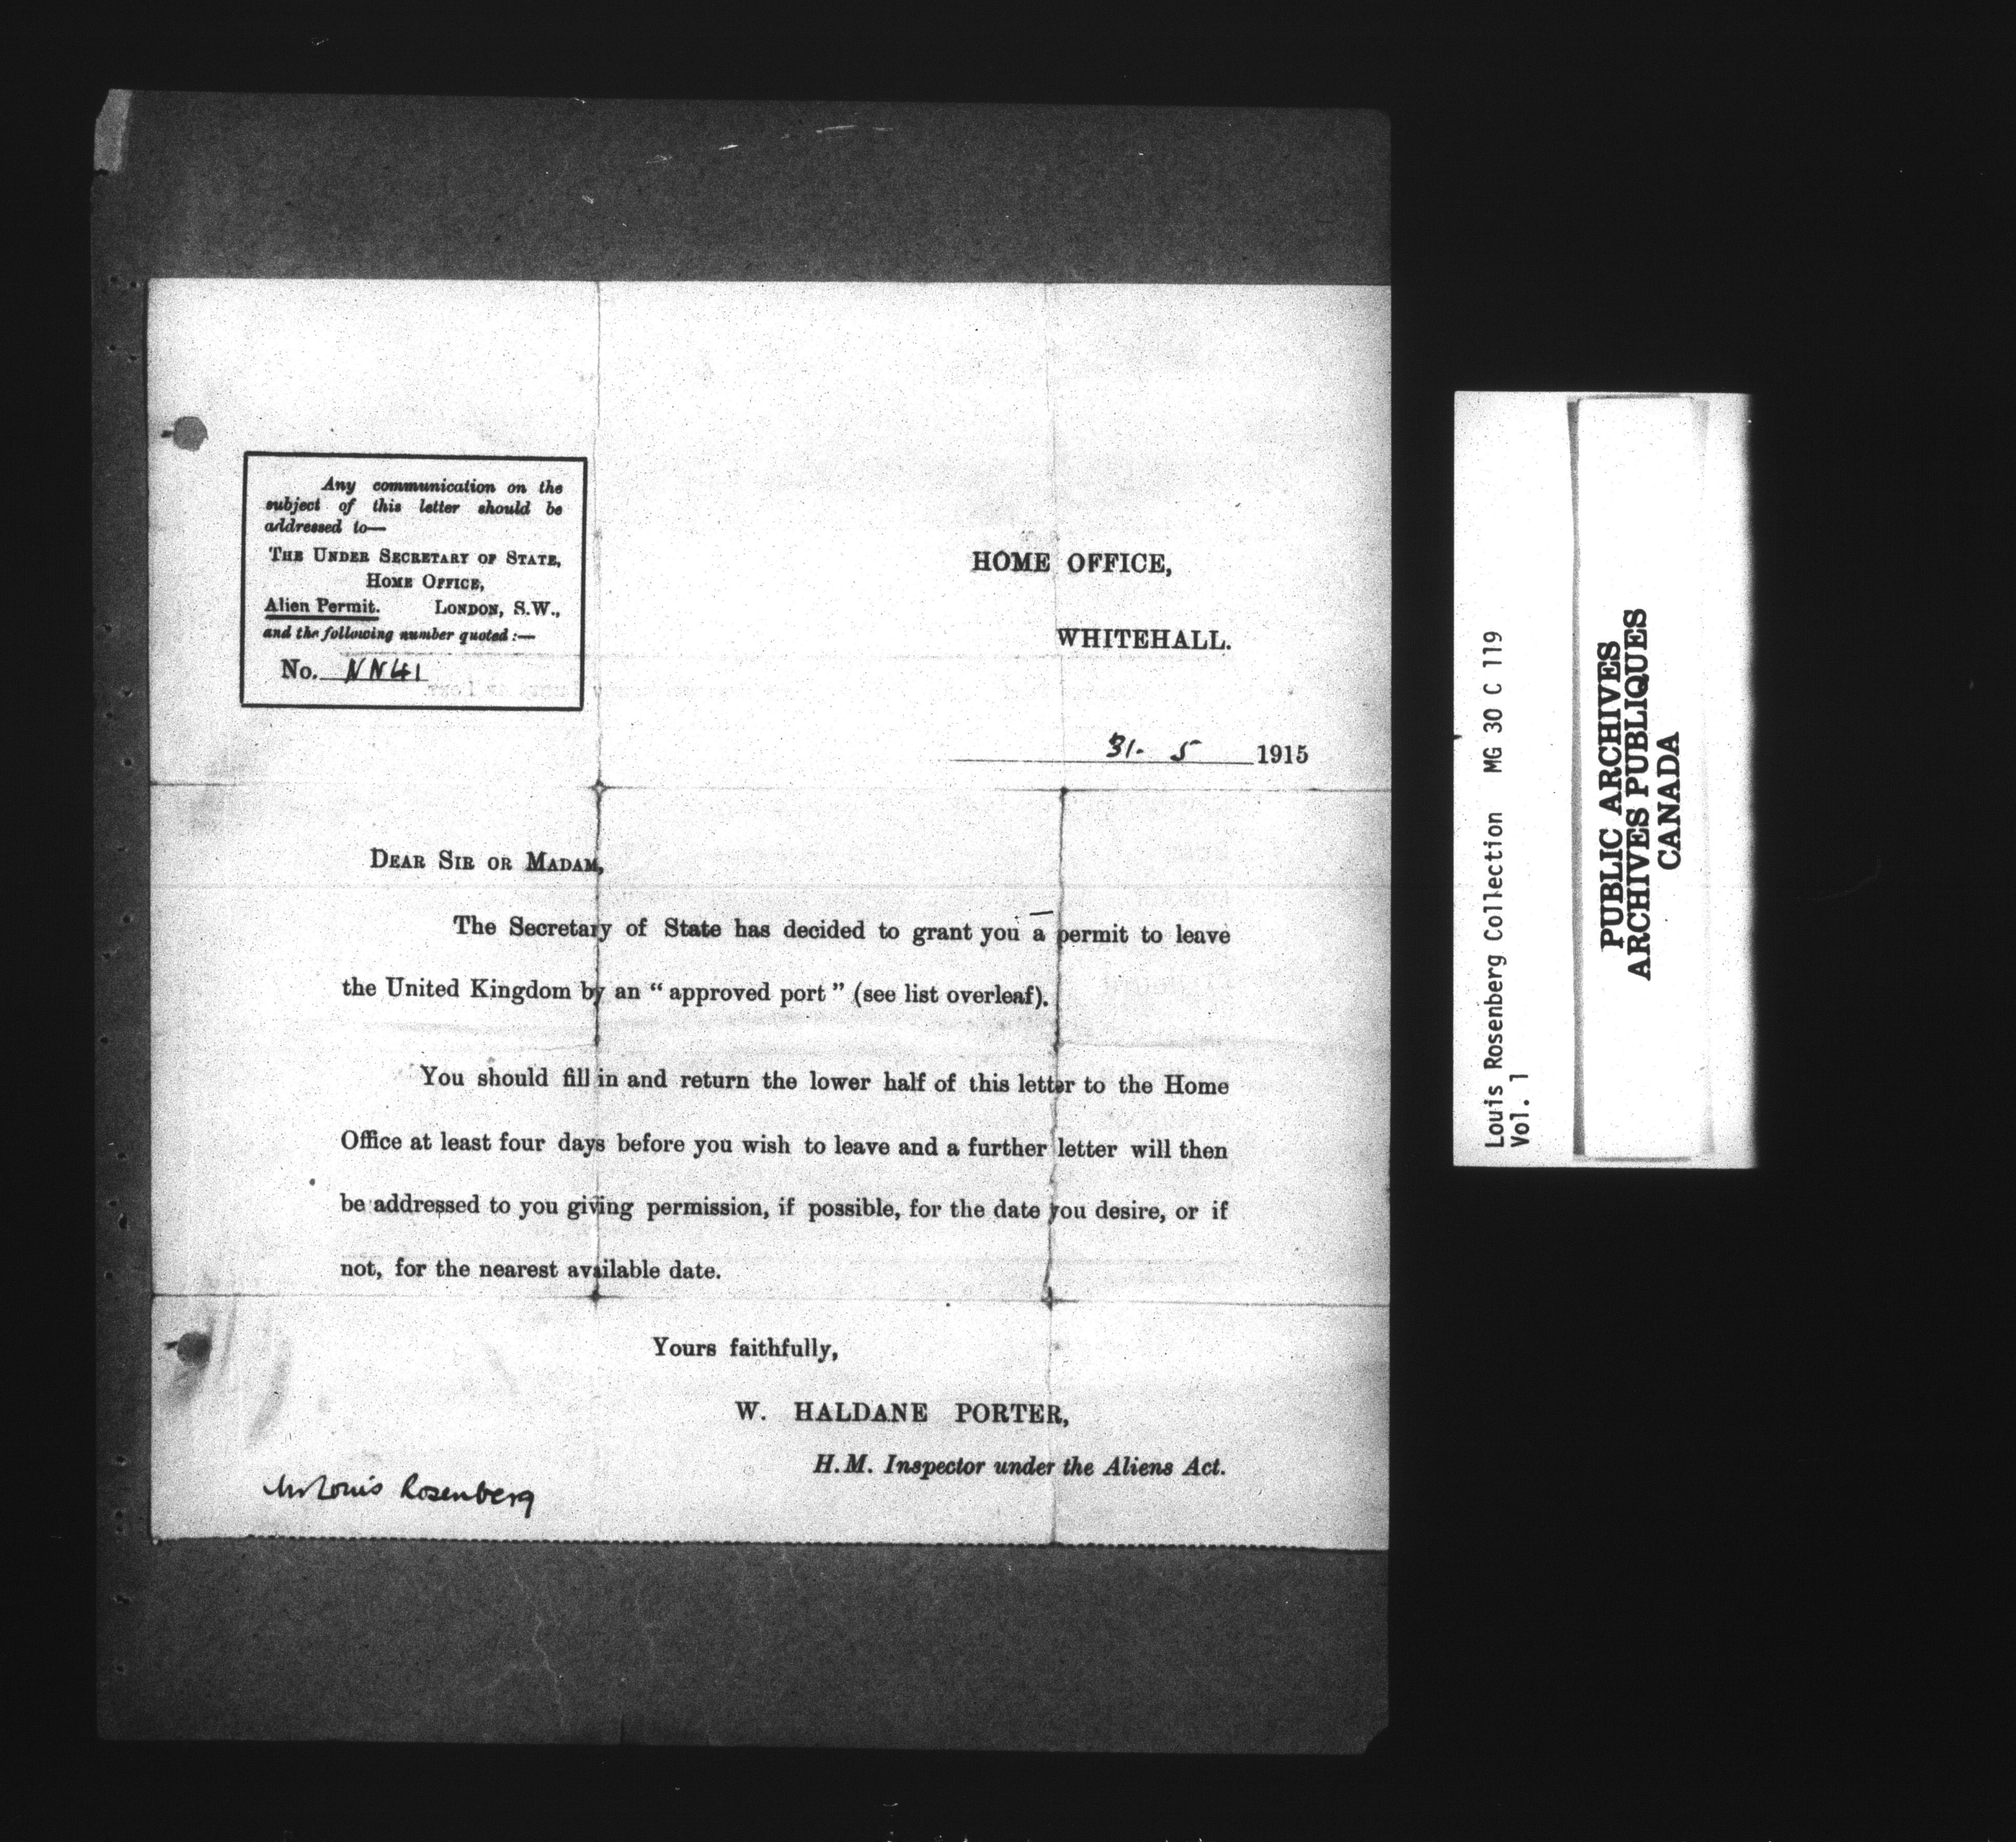 Any communication on the
subject of this letter should be
addressed to—
THE UNDER SECRETARY OF STATE,
HOME OFFICE,
Alien Permit. LONDON, S.W.,
and the following number quoted :—
No. NN41
HOME OFFICE,
WHITEHALL.
31. 5 1915
DEAR SIR OR MADAM,
The Secretary of State has decided to grant you a permit to leave
the United Kingdom by an “ approved port ” (see list overleaf).
You should fill in and return the lower half of this letter to the Home
Office at least four days before you wish to leave and a further letter will then
be addressed to you giving permission, if possible, for the date you desire, or if
not, for the nearest available date.
Yours faithfully,
W. HALDANE PORTER,
H.M. Inspector under the Aliens Act.
Mr Louis Rosenberg
Louis Rosenberg Collection MG 30 C 119
Vol. 1
PUBLIC ARCHIVES
ARCHIVES PUBLIQUES
CANADA